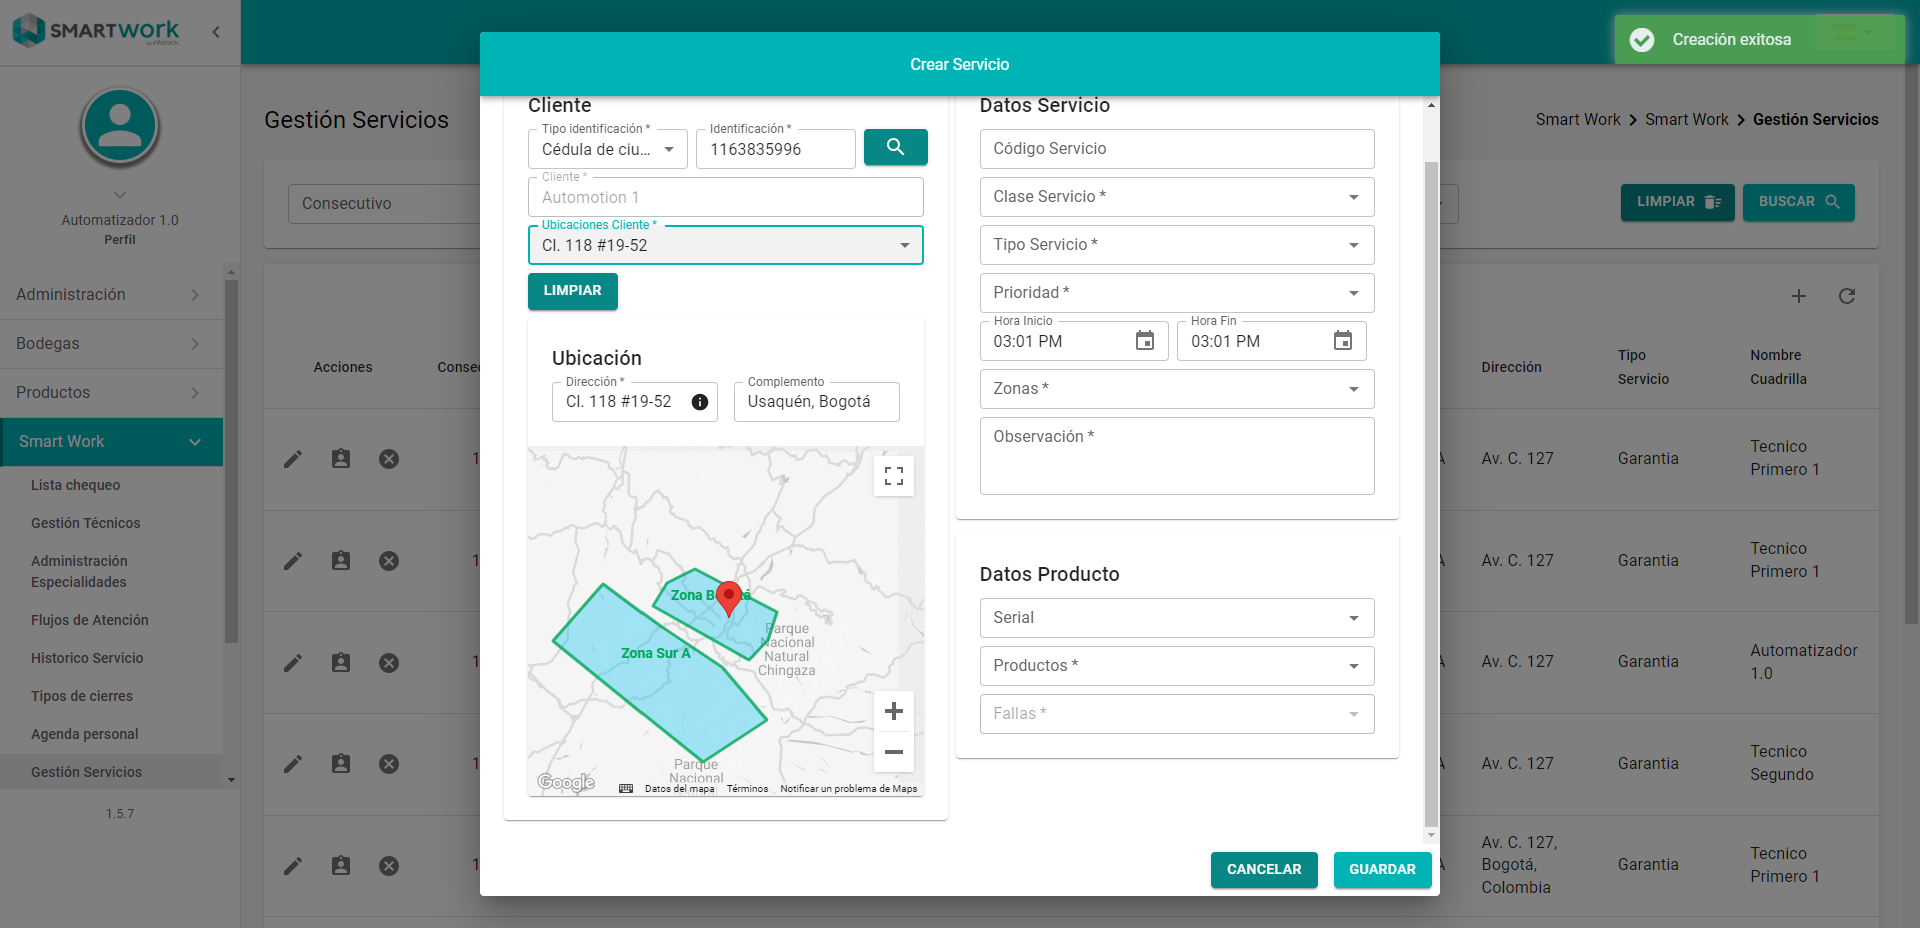 SMARTWORK
by infotrack
Automatizador 1.0
Perfil
Administración
Bodegas
Productos
Smart Work
Lista chequeo
Gestión Técnicos
Administración
Especialidades
Flujos de Atención
Historico Servicio
Tipos de cierres
Agenda personal
Gestión Servicios
1.5.7
Creación exitosa
Gestión Servicios
Smart Work > Smart Work > Gestión Servicios
Consecutivo
LIMPIAR
BUSCAR
Acciones
Dirección
Tipo
Servicio
Nombre
Cuadrilla
Av. C. 127
Garantia
Tecnico
Primero 1
Av. C. 127
Garantia
Tecnico
Primero 1
Av. C. 127
Garantia
Automatizador
1.0
Av. C. 127
Garantia
Tecnico
Segundo
Av. C. 127,
Bogotá,
Colombia
Garantia
Tecnico
Primero 1
Crear Servicio
Cliente
Tipo identificación *
Cédula de ciu...
Identificación *
1163835996
Cliente *
Automotion 1
Ubicaciones Cliente *
Cl. 118 #19-52
LIMPIAR
Ubicación
Dirección *
Cl. 118 #19-52
Complemento
Usaquén, Bogotá
Zona B
Zona Sur A
Parque
Nacional
Natural
Chingaza
Parque
Nacional
Google
Datos del mapa
Términos
Notificar un problema de Maps
Datos Servicio
Código Servicio
Clase Servicio *
Tipo Servicio *
Prioridad *
Hora Inicio
03:01 PM
Hora Fin
03:01 PM
Zonas *
Observación *
Datos Producto
Serial
Productos *
Fallas *
CANCELAR
GUARDAR